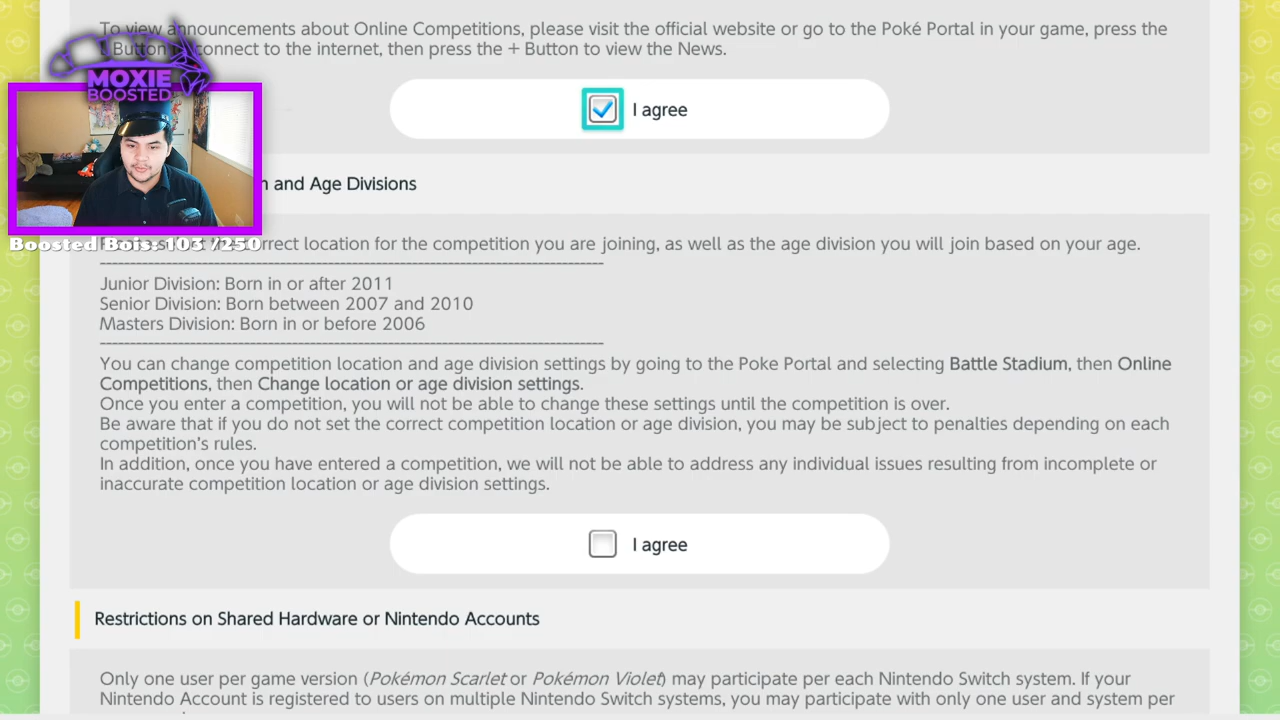 To view announcements about Online Competitions, please visit the official website or go to the Poké Portal in your game, press the
Button connect to the internet, then press the + Button to view the News.
MOXIE
BOOSTED
I agree
and Age Divisions
Boosted Bois: 103 /250
correct location for the competition you are joining, as well as the age division you will join based on your age.
Junior Division: Born in or after 2011
Senior Division: Born between 2007 and 2010
Masters Division: Born in or before 2006
You can change competition location and age division settings by going to the Poke Portal and selecting Battle Stadium, then Online
Competitions, then Change location or age division settings.
Once you enter a competition, you will not be able to change these settings until the competition is over.
Be aware that if you do not set the correct competition location or age division, you may be subject to penalties depending on each
competition's rules.
In addition, once you have entered a competition, we will not be able to address any individual issues resulting from incomplete or
inaccurate competition location or age division settings.
I agree
Restrictions on Shared Hardware or Nintendo Accounts
Only one user per game version (Pokémon Scarlet or Pokémon Violet) may participate per each Nintendo Switch system. If your
Nintendo Account is registered to users on multiple Nintendo Switch systems, you may participate with only one user and system per